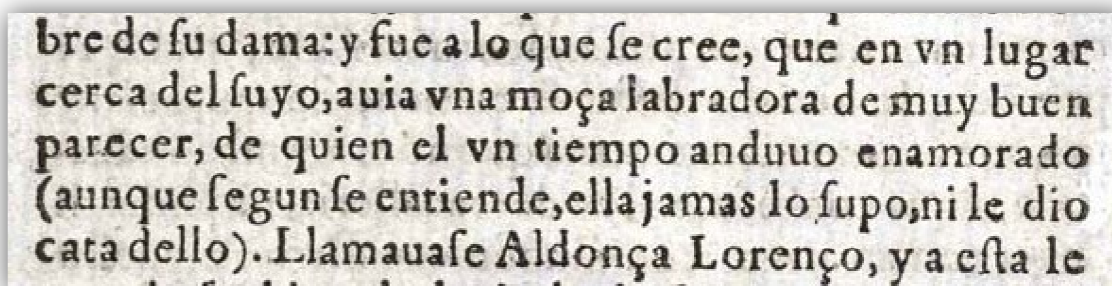 bre de ſu dama: y fue a lo que ſe cree, que en vn lugar
cerca del ſuyo, auia vna moça labradora de muy buen
parecer, de quien el vn tiempo anduuo enamorado
(aunque ſegun ſe entiende, ella jamas lo ſupo, ni le dio
cata dello). Llamauaſe Aldonça Lorenço, y a eſta le